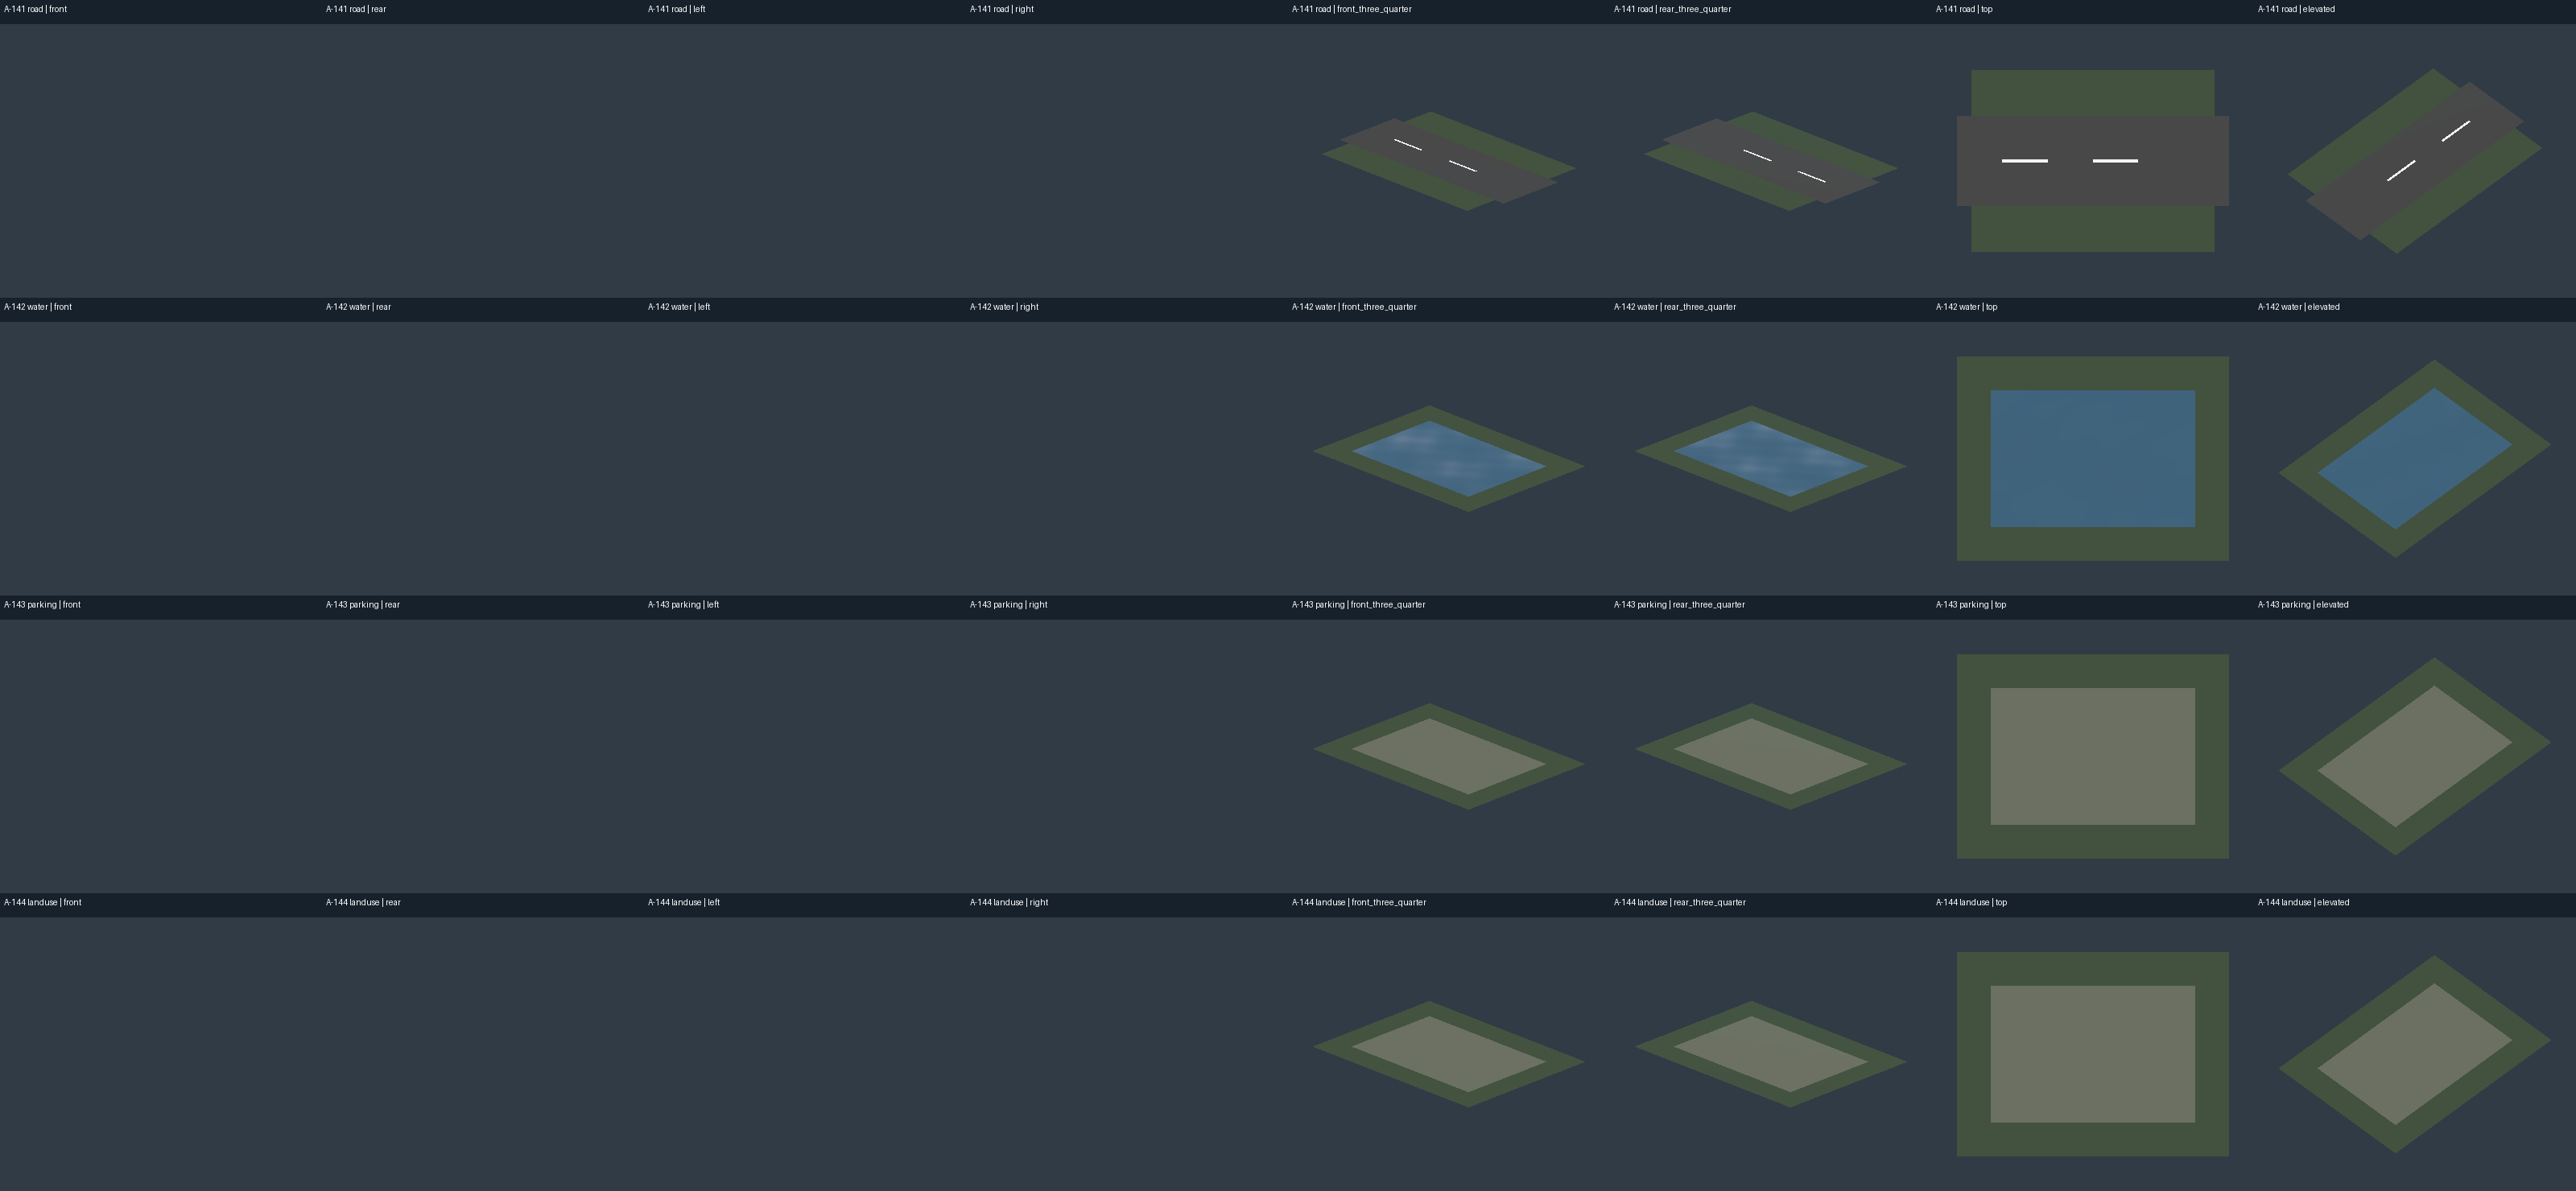 A-141 road | front
A-141 road | rear
A-141 road | left
A-141 road | right
A-141 road | front_three_quarter
A-141 road | rear_three_quarter
A-141 road | top
A-141 road | elevated
A-142 water | front
A-142 water | rear
A-142 water | left
A-142 water | right
A-142 water | front_three_quarter
A-142 water | rear_three_quarter
A-142 water | top
A-142 water | elevated
A-143 parking | front
A-143 parking | rear
A-143 parking | left
A-143 parking | right
A-143 parking | front_three_quarter
A-143 parking | rear_three_quarter
A-143 parking | top
A-143 parking | elevated
A-144 landuse | front
A-144 landuse | rear
A-144 landuse | left
A-144 landuse | right
A-144 landuse | front_three_quarter
A-144 landuse | rear_three_quarter
A-144 landuse | top
A-144 landuse | elevated